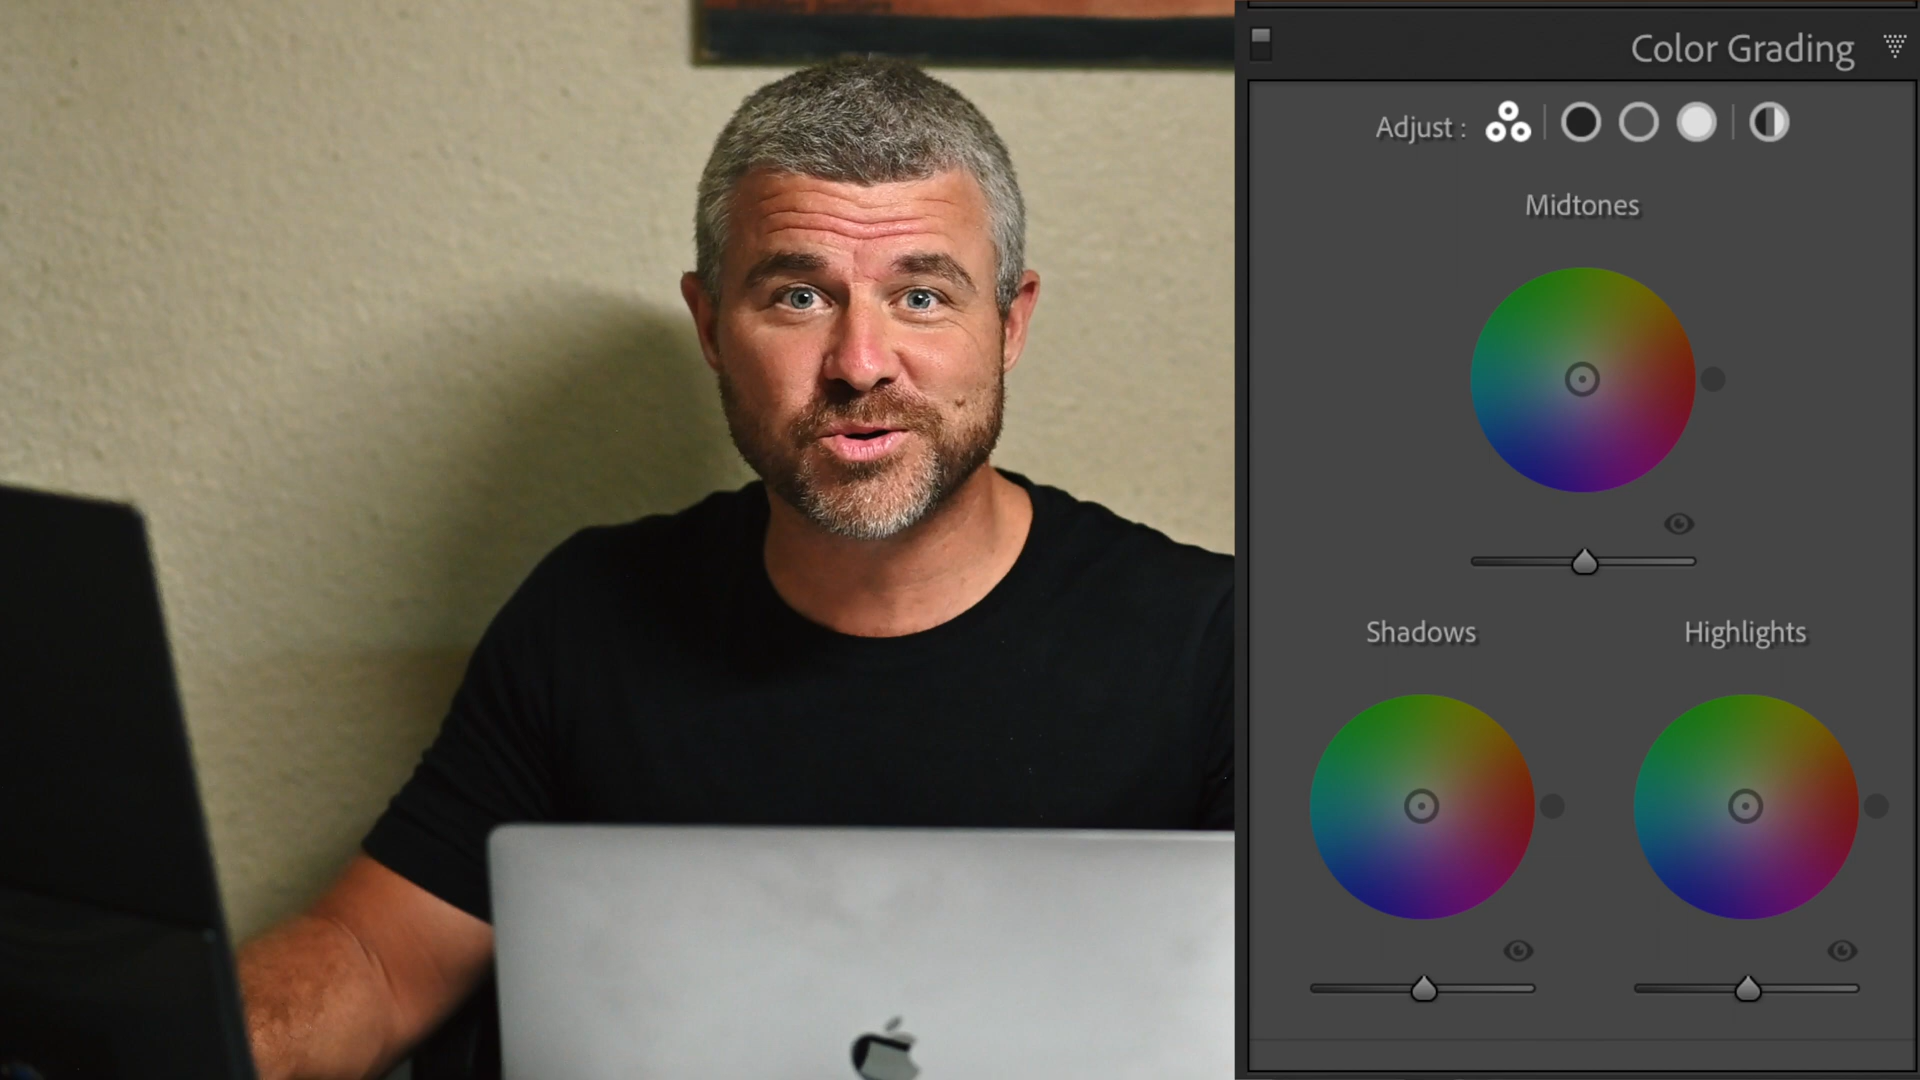 Color Grading
Adjust :
Midtones
Shadows
Highlights